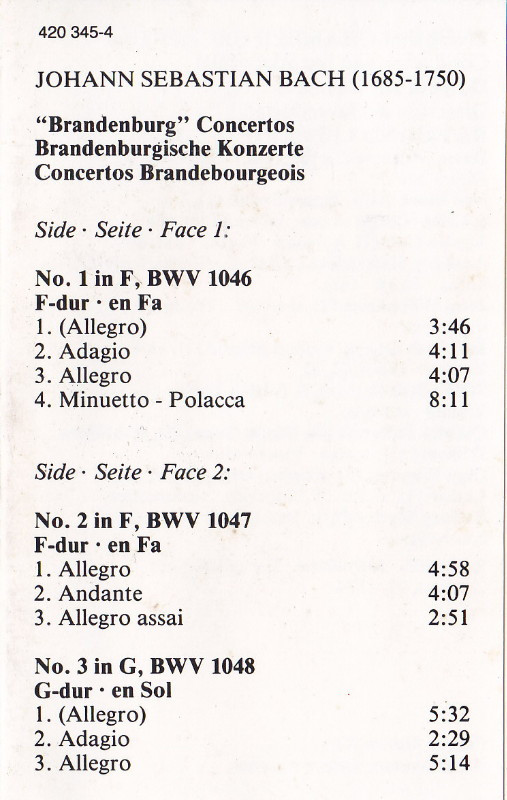 420 345-4
JOHANN SEBASTIAN BACH (1685-1750)
“Brandenburg” Concertos
Brandenburgische Konzerte
Concertos Brandebourgeois
Side · Seite · Face 1:
No. 1 in F, BWV 1046
F-dur · en Fa
1. (Allegro) 3:46
2. Adagio 4:11
3. Allegro 4:07
4. Minuetto - Polacca 8:11
Side · Seite · Face 2:
No. 2 in F, BWV 1047
F-dur · en Fa
1. Allegro 4:58
2. Andante 4:07
3. Allegro assai 2:51
No. 3 in G, BWV 1048
G-dur · en Sol
1. (Allegro) 5:32
2. Adagio 2:29
3. Allegro 5:14